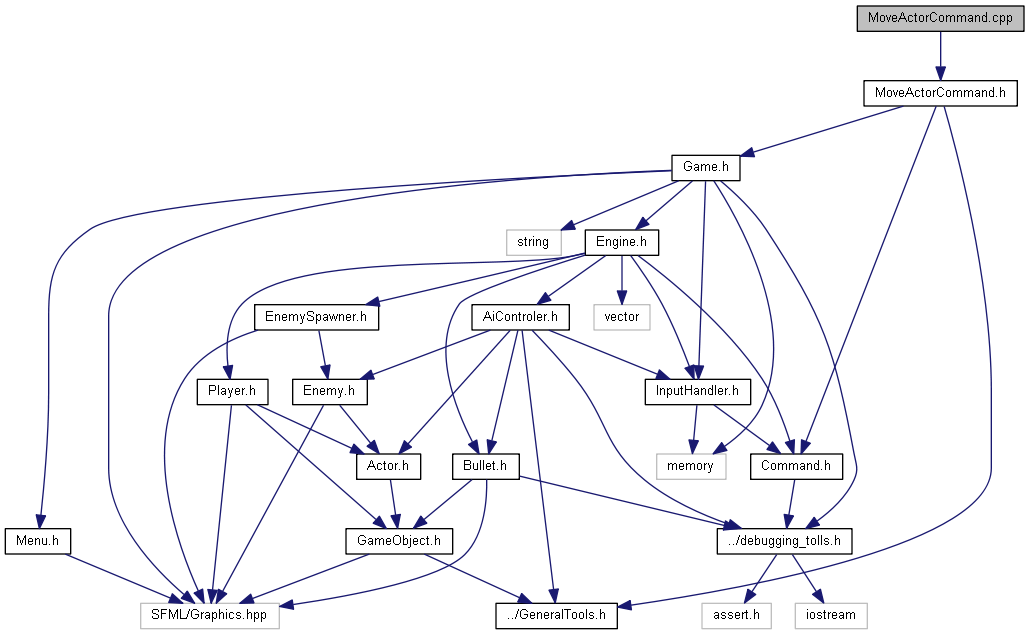 MoveActorCommand.cpp
MoveActorCommand.h
Game.h
string
Engine.h
EnemySpawner.h
AiControler.h
vector
Player.h
Enemy.h
InputHandler.h
Actor.h
Bullet.h
memory
Command.h
Menu.h
GameObject.h
../debugging_tolls.h
SFML/Graphics.hpp
../GeneralTools.h
assert.h
iostream